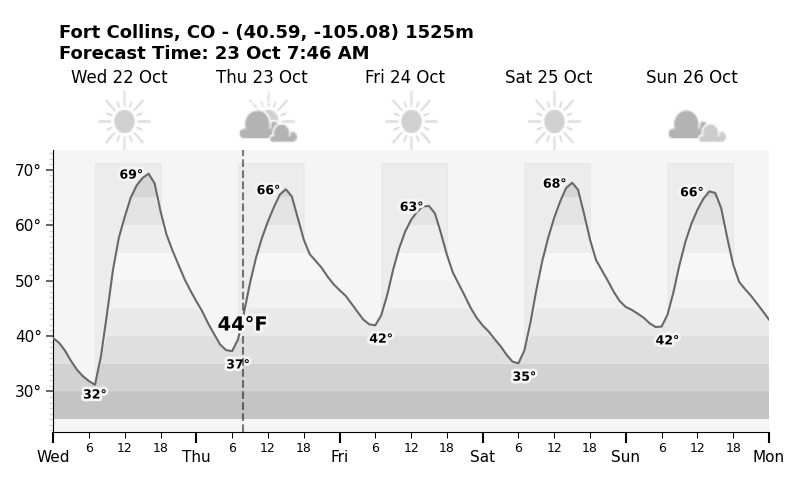 Fort Collins, CO - (40.59, -105.08) 1525m
Forecast Time: 23 Oct 7:46 AM
Wed 22 Oct Thu 23 Oct Fri 24 Oct Sat 25 Oct Sun 26 Oct
70°
60°
50°
40°
30°
69°
66°
63°
68°
66°
44°F
32°
37°
42°
35°
42°
6 12 18 6 12 18 6 12 18 6 12 18 6 12 18
Wed Thu Fri Sat Sun Mon